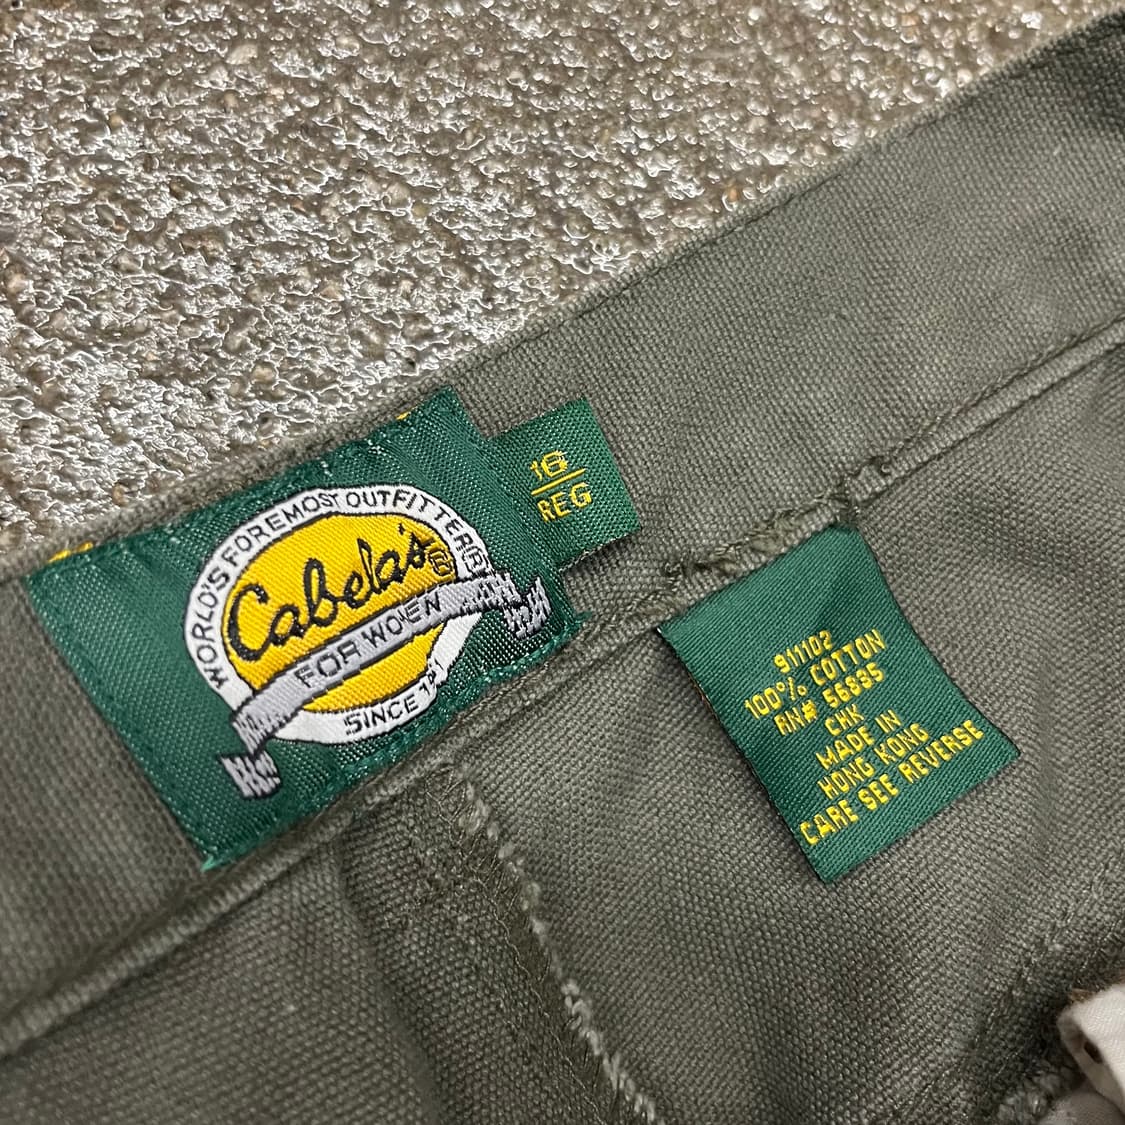 WORLD'S FOREMOST OUTFITTER®
Cabela's®
FOR WOMEN
SINCE
16
REG
911102
100% COTTON
RN# 56835
CHK
MADE IN
HONG KONG
CARE SEE REVERSE